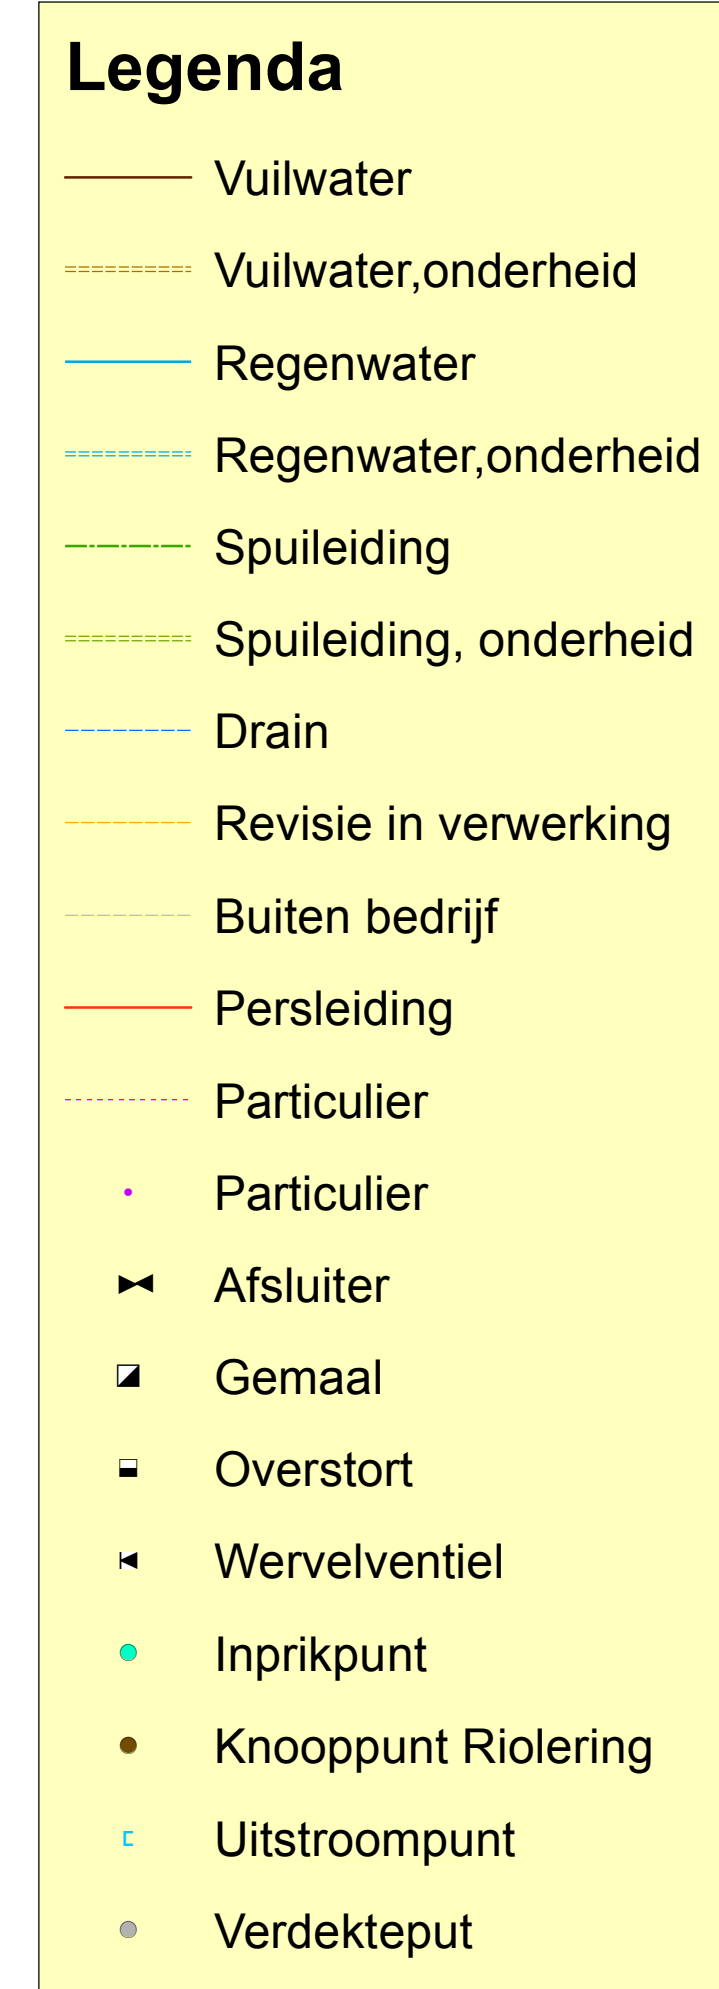 Legenda
Vuilwater
Vuilwater,onderheid
Regenwater
Regenwater,onderheid
Spuileiding
Spuileiding, onderheid
Drain
Revisie in verwerking
Buiten bedrijf
Persleiding
Particulier
Particulier
Afsluiter
Gemaal
Overstort
Wervelventiel
Inprikpunt
Knooppunt Riolering
Uitstroompunt
Verdekteput